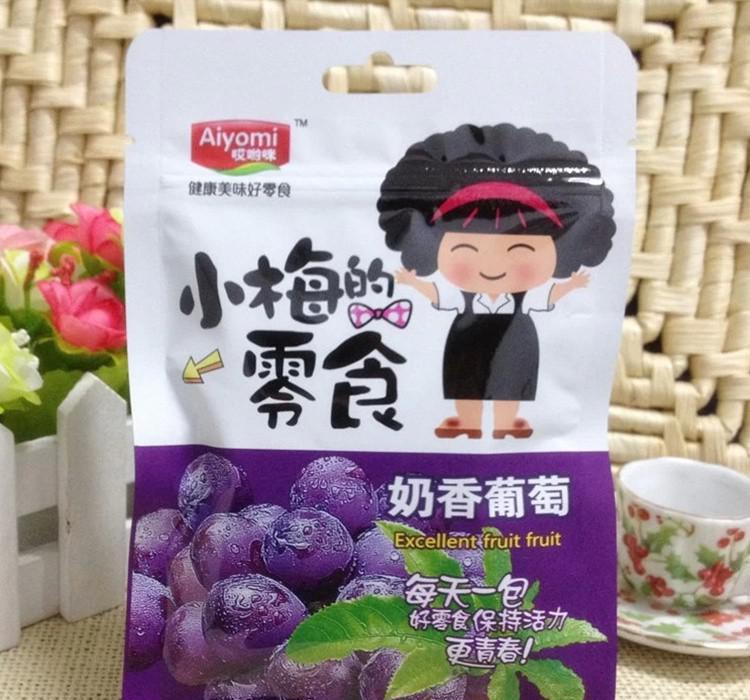 Aiyomi TM
哎哟咪
健康美味好零食
小梅的
零食
奶香葡萄
Excellent fruit fruit
每天一包
好零食保持活力
更青春!